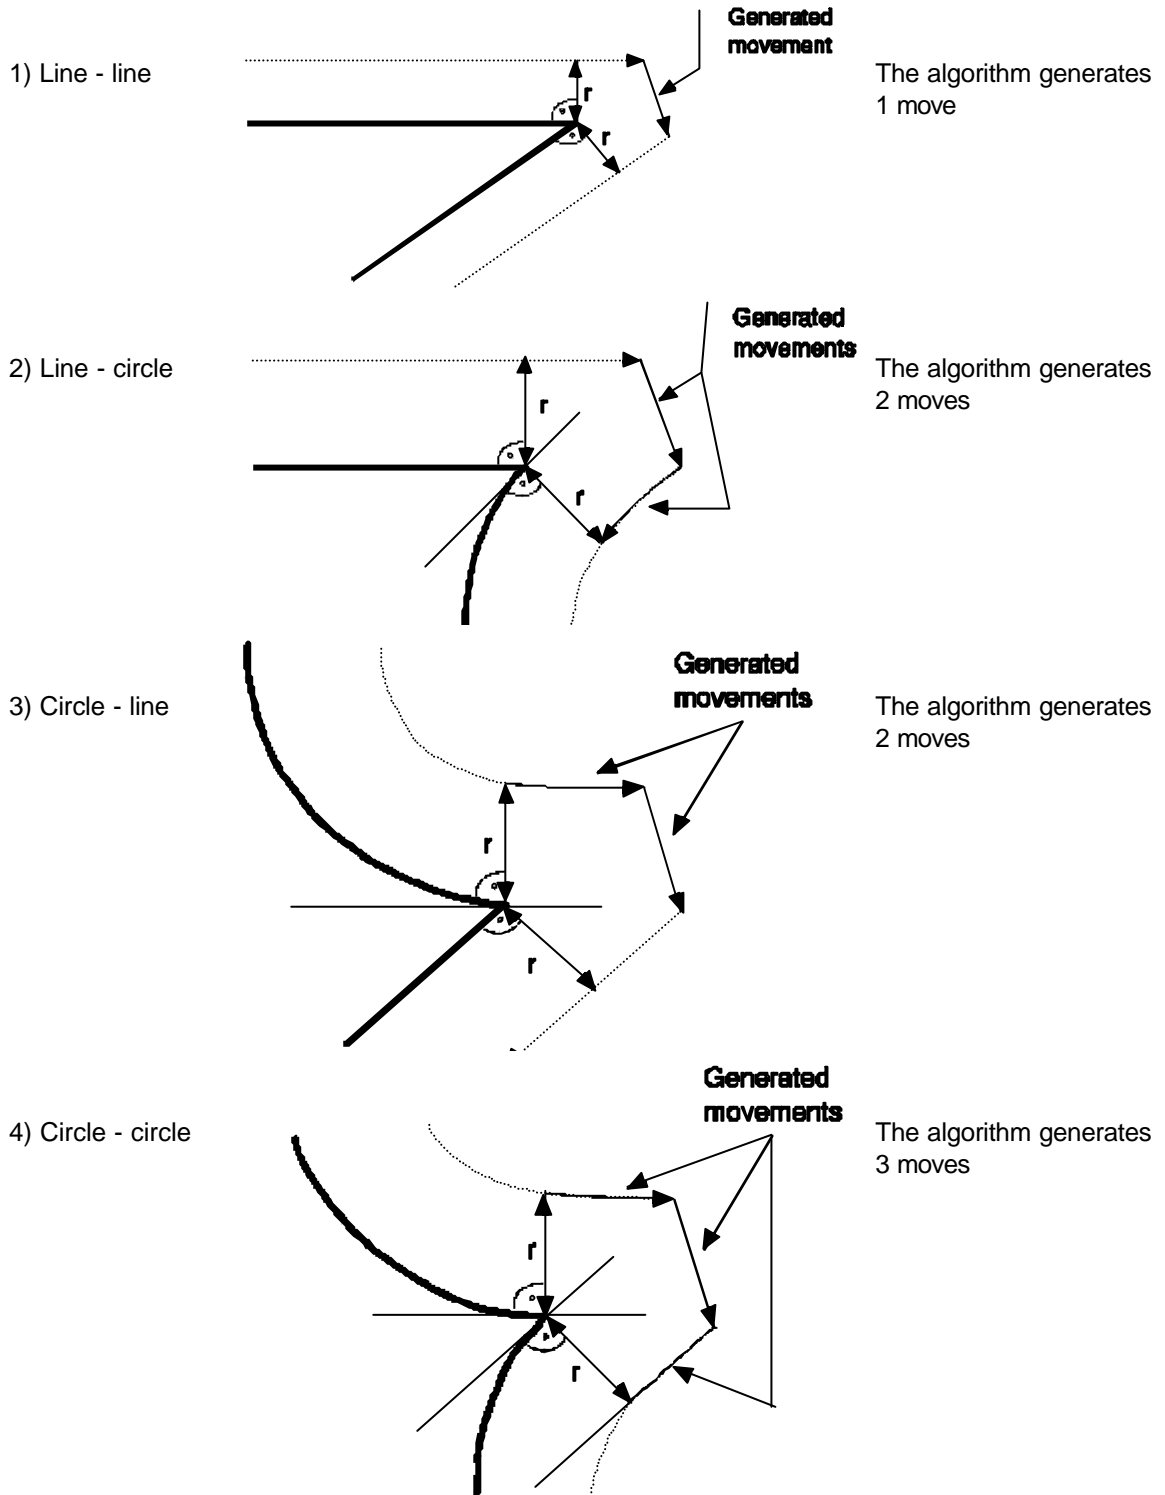 Generated
movement
1) Line - line
The algorithm generates
1 move
r
r
Generated
movements
2) Line - circle
The algorithm generates
2 moves
r
r
Generated
movements
3) Circle - line
The algorithm generates
2 moves
r
r
Generated
movements
4) Circle - circle
The algorithm generates
3 moves
r
r